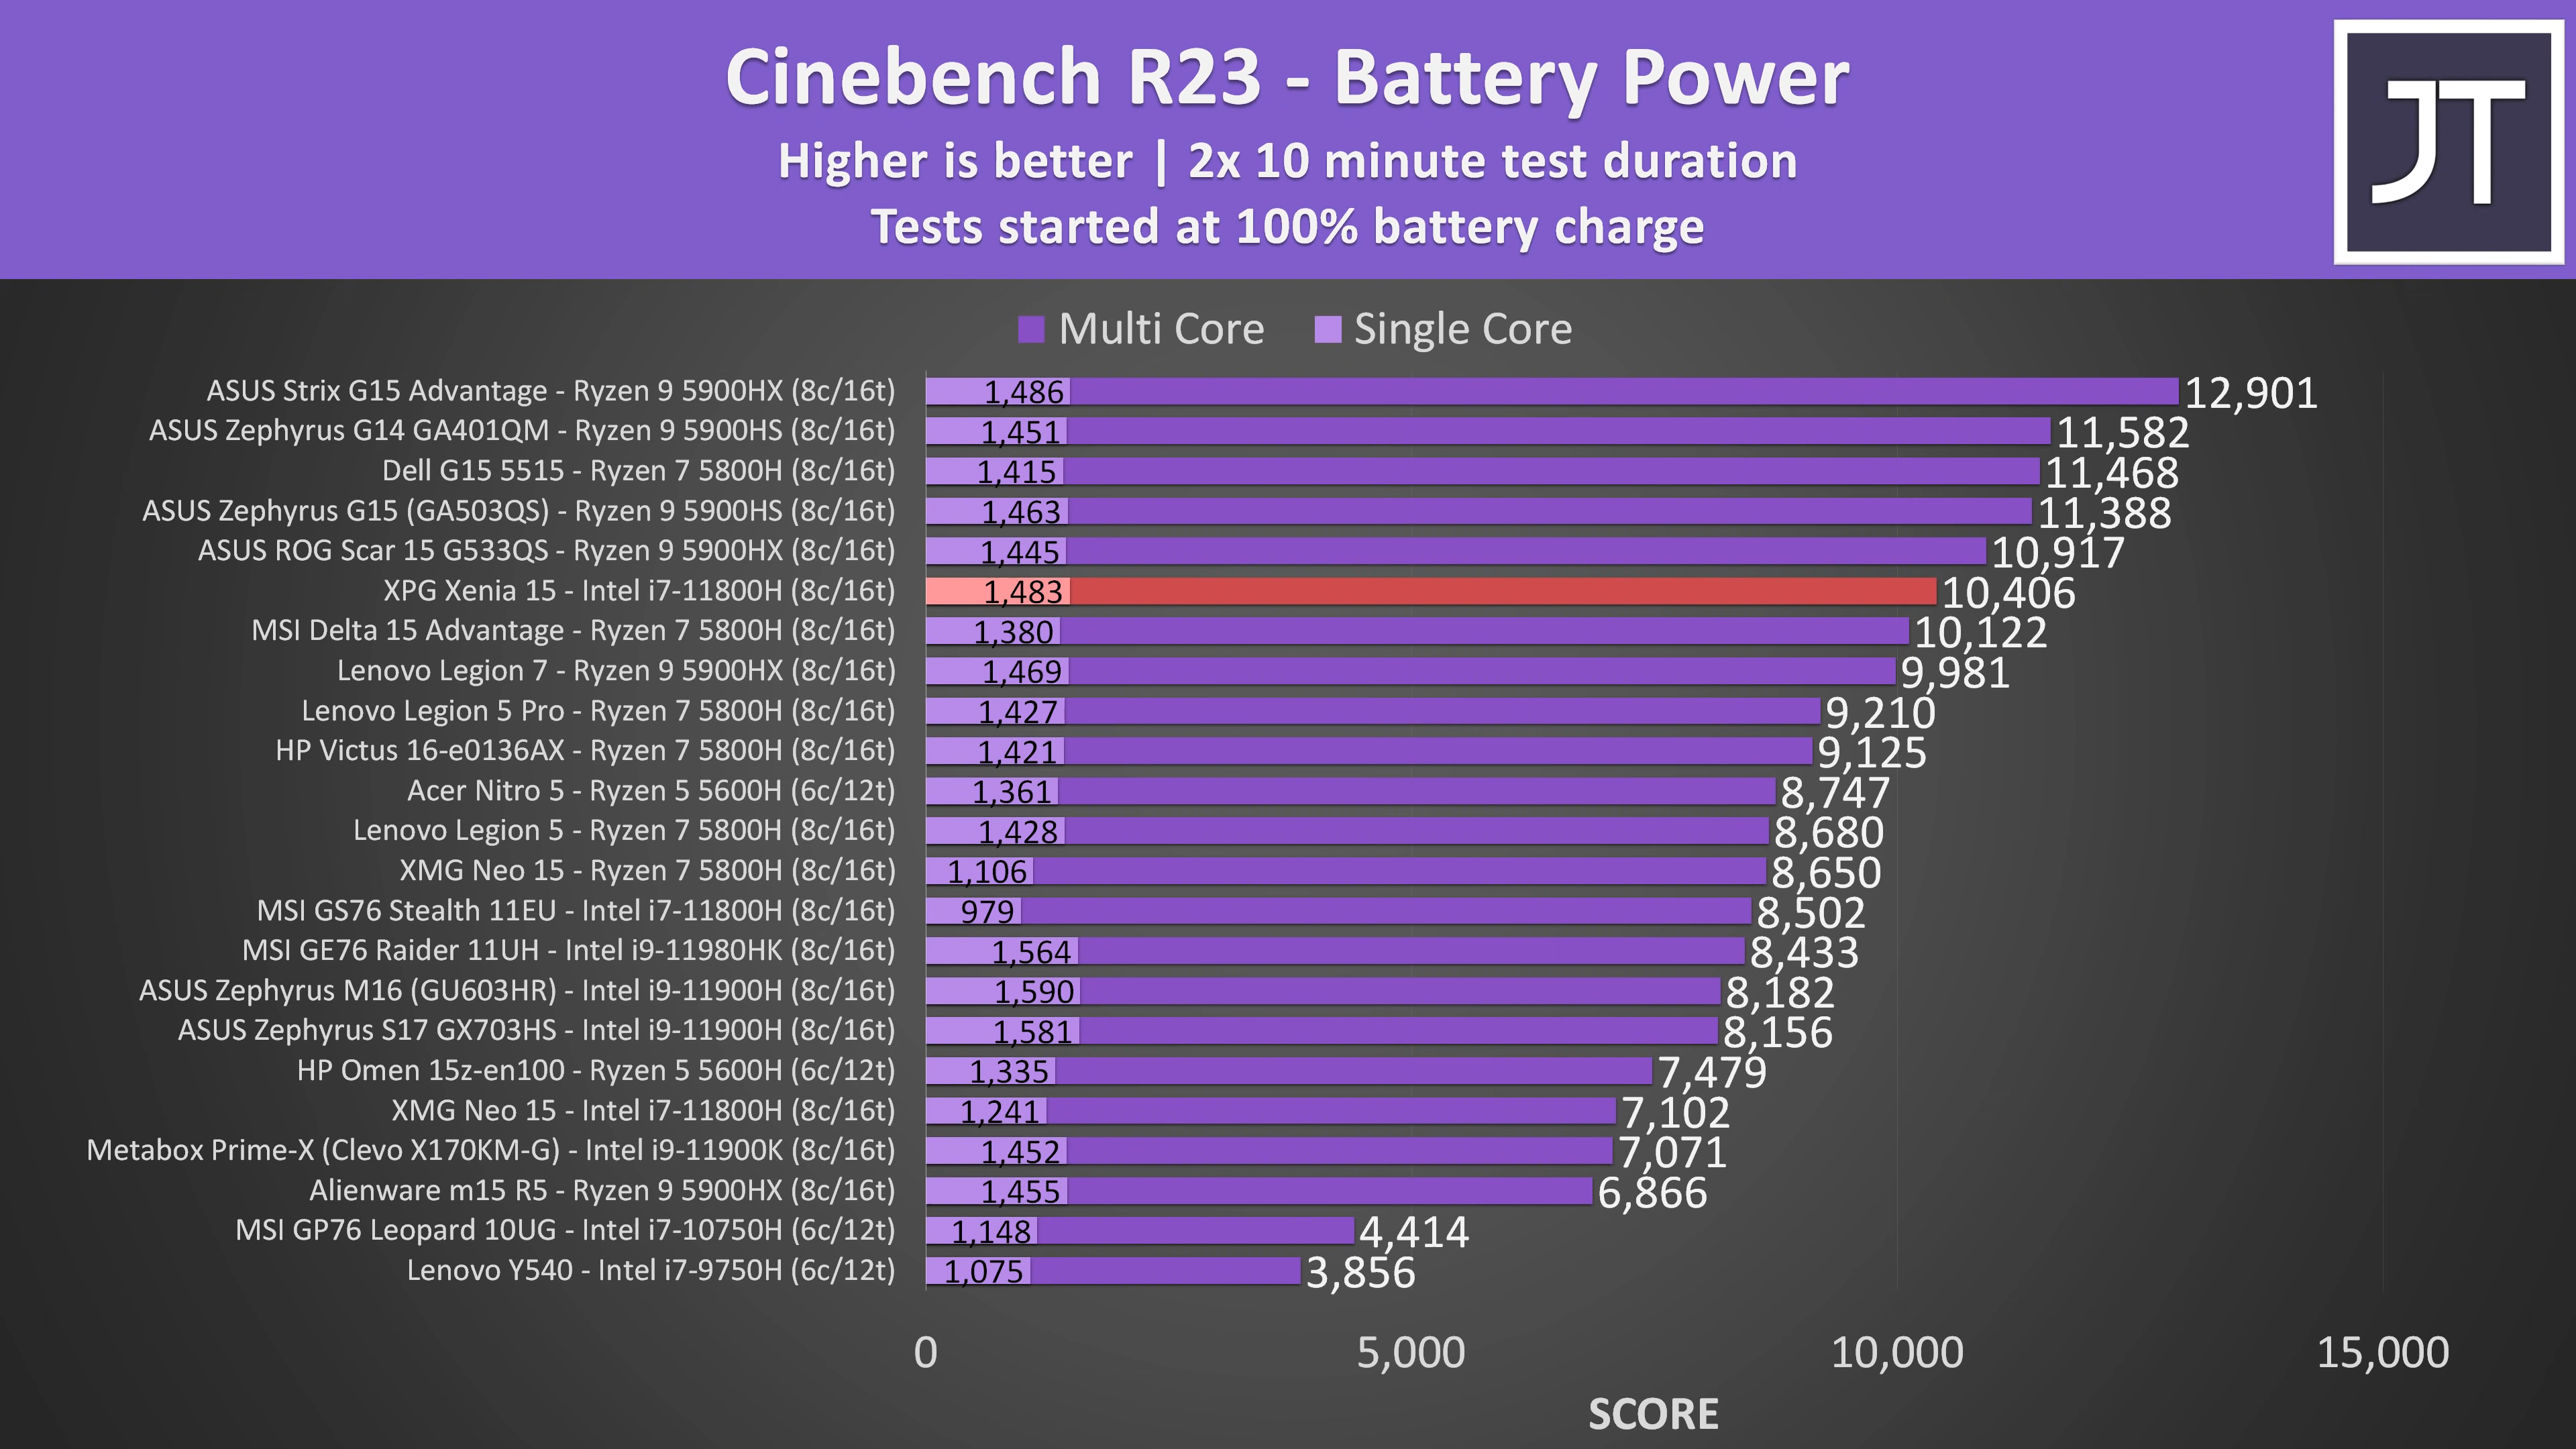 Cinebench R23 - Battery Power
Higher is better | 2x 10 minute test duration
Tests started at 100% battery charge
JT
Multi Core Single Core
ASUS Strix G15 Advantage - Ryzen 9 5900HX (8c/16t) 1,486 12,901
ASUS Zephyrus G14 GA401QM - Ryzen 9 5900HS (8c/16t) 1,451 11,582
Dell G15 5515 - Ryzen 7 5800H (8c/16t) 1,415 11,468
ASUS Zephyrus G15 (GA503QS) - Ryzen 9 5900HS (8c/16t) 1,463 11,388
ASUS ROG Scar 15 G533QS - Ryzen 9 5900HX (8c/16t) 1,445 10,917
XPG Xenia 15 - Intel i7-11800H (8c/16t) 1,483 10,406
MSI Delta 15 Advantage - Ryzen 7 5800H (8c/16t) 1,380 10,122
Lenovo Legion 7 - Ryzen 9 5900HX (8c/16t) 1,469 9,981
Lenovo Legion 5 Pro - Ryzen 7 5800H (8c/16t) 1,427 9,210
HP Victus 16-e0136AX - Ryzen 7 5800H (8c/16t) 1,421 9,125
Acer Nitro 5 - Ryzen 5 5600H (6c/12t) 1,361 8,747
Lenovo Legion 5 - Ryzen 7 5800H (8c/16t) 1,428 8,680
XMG Neo 15 - Ryzen 7 5800H (8c/16t) 1,106 8,650
MSI GS76 Stealth 11EU - Intel i7-11800H (8c/16t) 979 8,502
MSI GE76 Raider 11UH - Intel i9-11980HK (8c/16t) 1,564 8,433
ASUS Zephyrus M16 (GU603HR) - Intel i9-11900H (8c/16t) 1,590 8,182
ASUS Zephyrus S17 GX703HS - Intel i9-11900H (8c/16t) 1,581 8,156
HP Omen 15z-en100 - Ryzen 5 5600H (6c/12t) 1,335 7,479
XMG Neo 15 - Intel i7-11800H (8c/16t) 1,241 7,102
Metabox Prime-X (Clevo X170KM-G) - Intel i9-11900K (8c/16t) 1,452 7,071
Alienware m15 R5 - Ryzen 9 5900HX (8c/16t) 1,455 6,866
MSI GP76 Leopard 10UG - Intel i7-10750H (6c/12t) 1,148 4,414
Lenovo Y540 - Intel i7-9750H (6c/12t) 1,075 3,856
0 5,000 10,000 15,000
SCORE